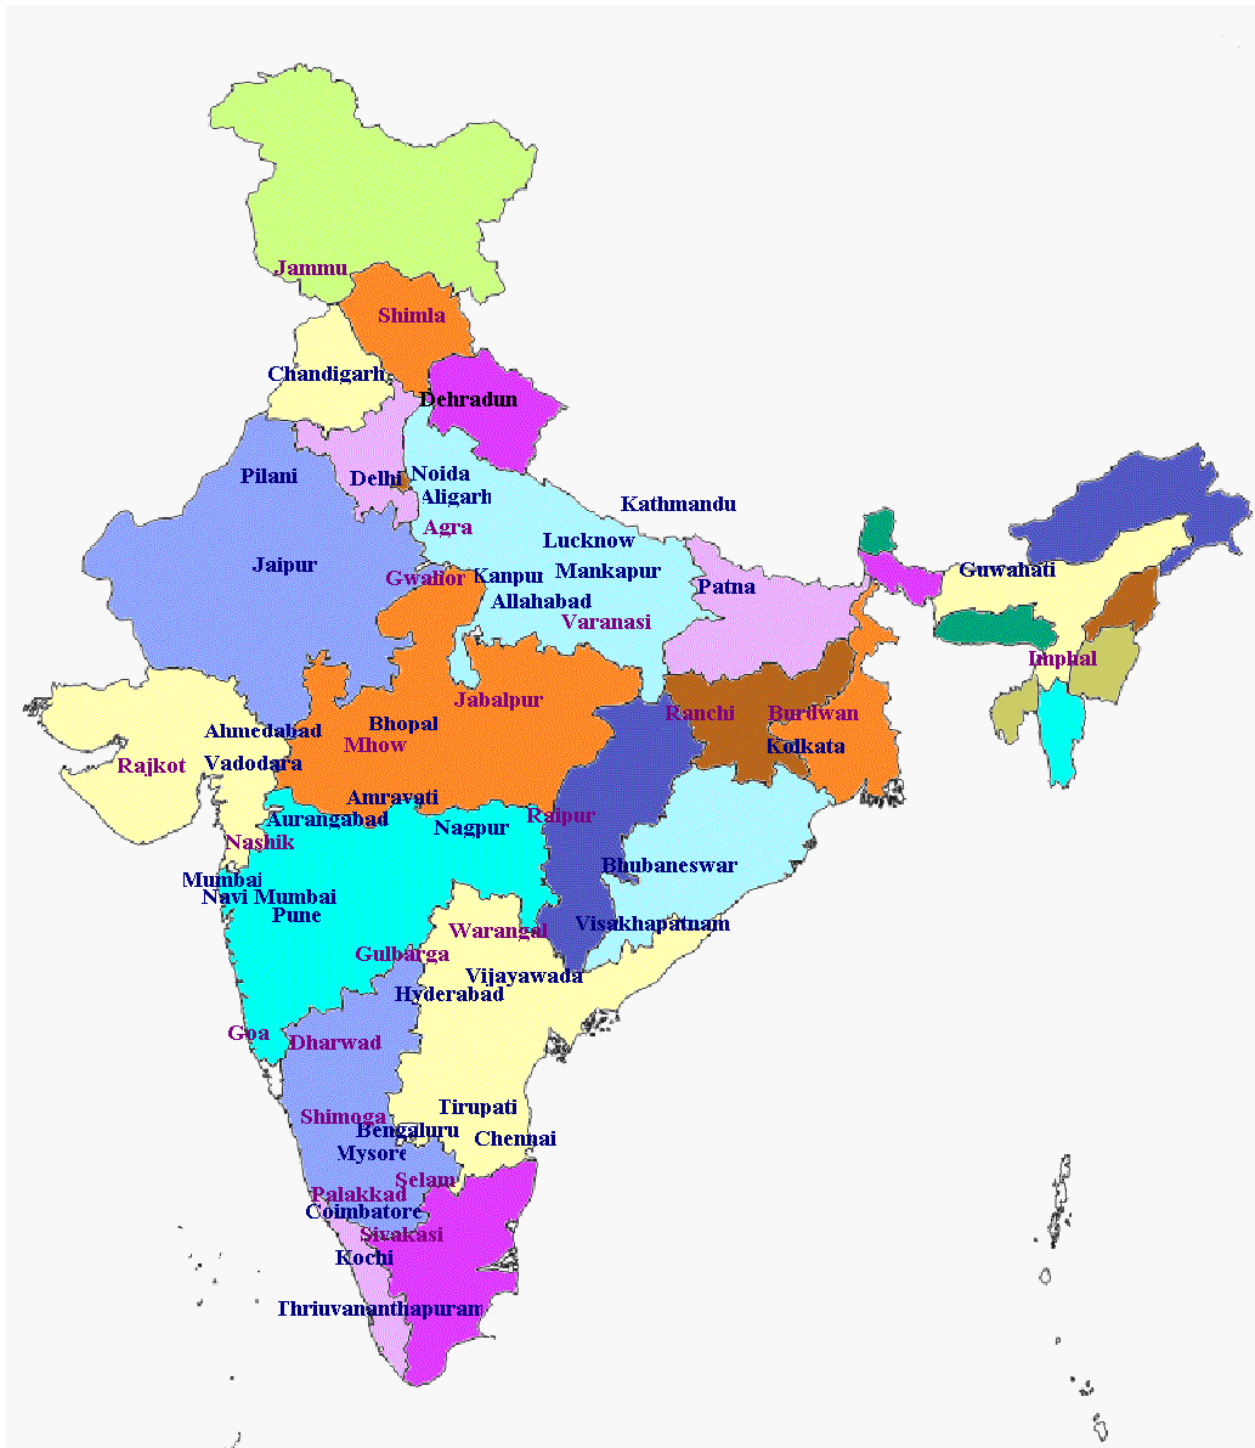 Jammu
Shimla
Chandigarh
Dehradun
Pilani
Delhi
Noida
Aligarh
Kathmandu
Agra
Lucknow
Jaipur
Gwalior
Kanpur
Mankapur
Guwahati
Patna
Allahabad
Varanasi
Imphal
Jabalpur
Ranchi
Burdwan
Ahmedabad
Bhopal
Mhow
Kolkata
Rajkot
Vadodara
Amravati
Aurangabad
Nagpur
Raipur
Nashik
Bhubaneswar
Mumbai
Navi Mumbai
Pune
Visakhapatnam
Warangal
Gulbarga
Vijayawada
Hyderabad
Goa
Dharwad
Tirupati
Shimoga
Bengaluru
Chennai
Mysore
Selam
Palakkad
Coimbatore
Sivakasi
Kochi
Thriuvananthapuram